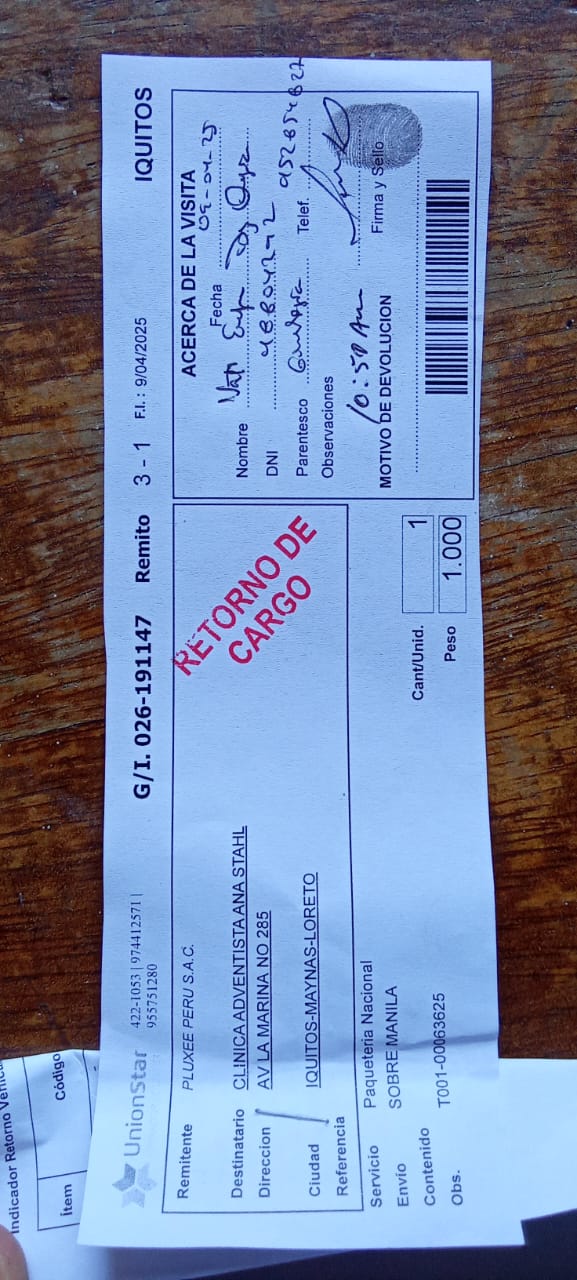 UnionStar
422-1053 | 974412571 |
955751280
G/I. 026-191147 Remito 3 - 1 F.I.: 9/04/2025 IQUITOS
Remitente PLUXEE PERU S.A.C.
Destinatario CLINICA ADVENTISTA ANA STAHL
Direccion AV LA MARINA NO 285
Ciudad IQUITOS-MAYNAS-LORETO
Referencia
RETORNO DE
CARGO
Servicio Paqueteria Nacional
Envio SOBRE MANILA
Contenido
Obs. T001-00063625
Cant/Unid. 1
Peso 1.000
ACERCA DE LA VISITA
Fecha 09-04-25
Nombre
DNI
Parentesco Telef. 952854827
Observaciones
10:50 Am
Firma y Sello
MOTIVO DE DEVOLUCION
Indicador Retorno
Ítem Código